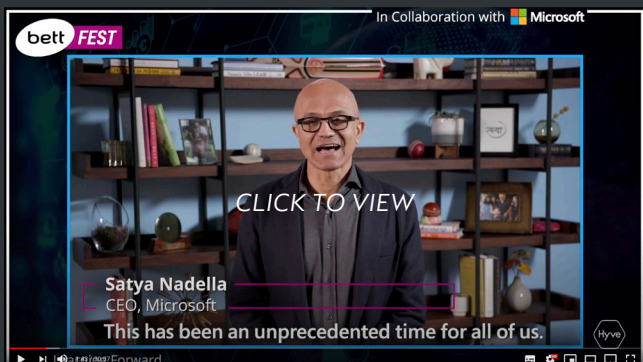 In Collaboration with Microsoft
bett FEST
CLICK TO VIEW
Satya Nadella
CEO, Microsoft
This has been an unprecedented time for all of us.
Hyve
Forward